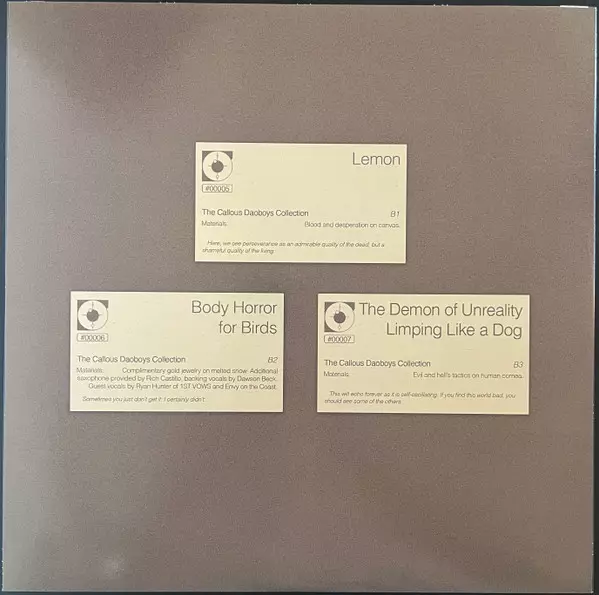 Lemon
#00005
The Callous Daoboys Collection B1
Materials. Blood and desperation on canvas.
Here, we see perseverance as an admirable quality of the dead, but a
shameful quality of the living.
Body Horror
for Birds
#00006
The Callous Daoboys Collection B2
Materials. Complimentary gold jewelry on melted snow. Additional
saxophone provided by Rich Castillo, backing vocals by Dawson Beck.
Guest vocals by Ryan Hunter of 1ST VOWS and Envy on the Coast.
Sometimes you just don't get it. I certainly didn't.
The Demon of Unreality
Limping Like a Dog
#00007
The Callous Daoboys Collection B3
Materials. Evil and hell's tactics on human cornea.
This will echo forever as it is self-cannibalizing. If you find this world bad, you
should see some of the others.